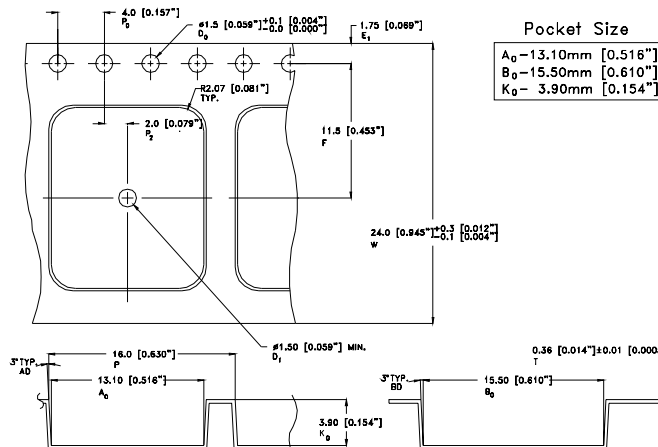 4.0 [0.157"]
P0
ø1.5 [0.059"] +0.1 [0.004"] -0.0 [0.000"]
D0
1.75 [0.069"]
E1
Pocket Size
A0-13.10mm [0.516"]
B0-15.50mm [0.610"]
K0- 3.90mm [0.154"]
R2.07 [0.081"]
TYP.
2.0 [0.079"]
P2
11.5 [0.453"]
F
24.0 [0.945"] +0.3 [0.012"] -0.1 [0.004"]
W
ø1.50 [0.059"] MIN.
D1
16.0 [0.630"]
P
3° TYP.
AD
13.10 [0.516"]
A0
3.90 [0.154"]
K0
3° TYP.
BD
15.50 [0.610"]
B0
0.36 [0.014"]±0.01 [0.000
T